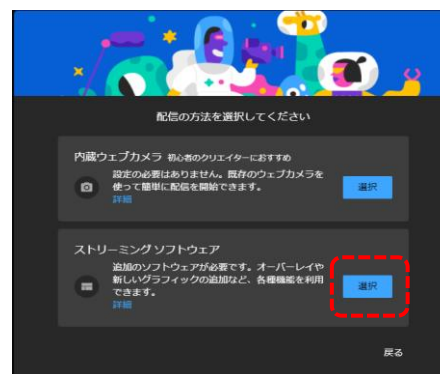 配信の方法を選択してください
内蔵ウェブカメラ 初心者のクリエイターにおすすめ
設定の必要はありません。既存のウェブカメラを
使って簡単に配信を開始できます。
詳細
選択
ストリーミングソフトウェア
追加のソフトウェアが必要です。オーバーレイや
新しいグラフィックの追加など、各種機能を利用
できます。
詳細
選択
戻る